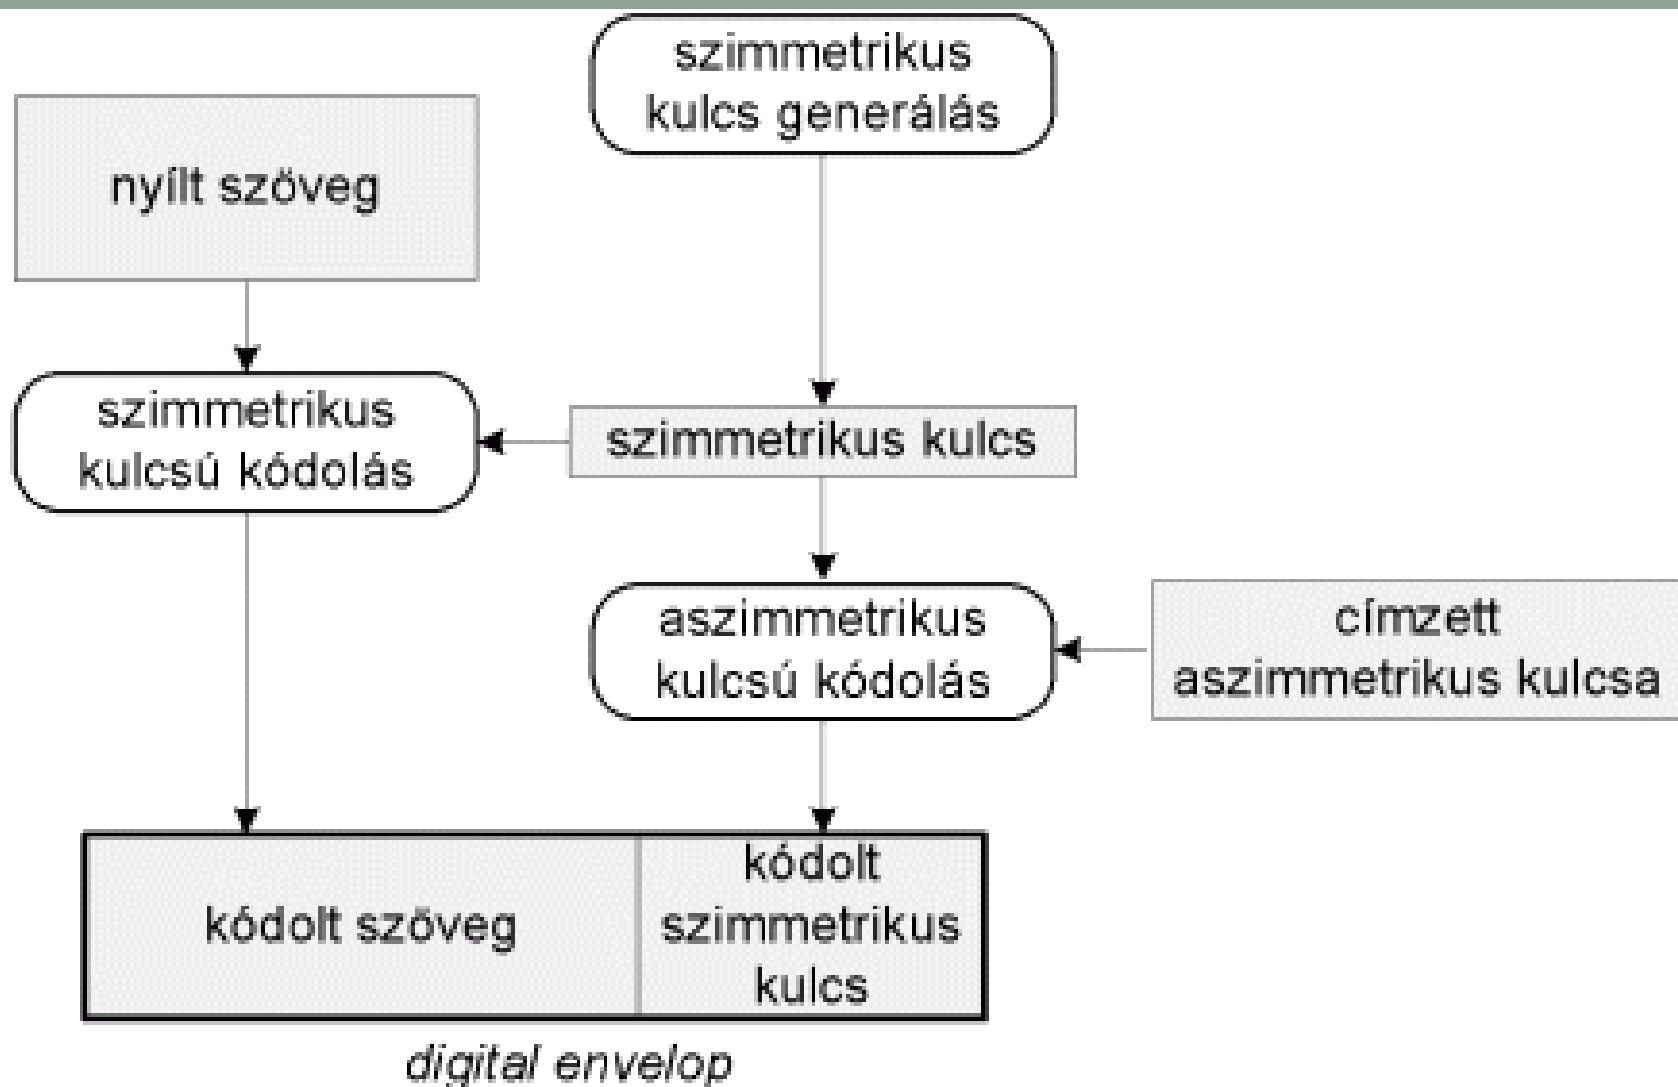 szimmetrikus
kulcs generálás
nyílt szöveg
szimmetrikus
kulcsú kódolás
szimmetrikus kulcs
aszimmetrikus
kulcsú kódolás
címzett
aszimmetrikus kulcsa
kódolt szöveg
kódolt
szimmetrikus
kulcs
digital envelop